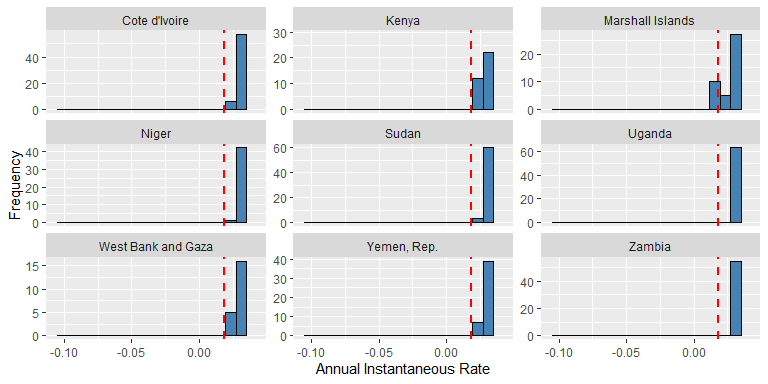 Cote d'Ivoire
Kenya
Marshall Islands
40
20
0
30
20
10
0
20
10
0
Niger
Sudan
Uganda
40
30
20
10
0
60
40
20
0
60
40
20
0
West Bank and Gaza
Yemen, Rep.
Zambia
15
10
5
0
40
30
20
10
0
40
20
0
-0.10 -0.05 0.00
-0.10 -0.05 0.00
-0.10 -0.05 0.00
Frequency
Annual Instantaneous Rate